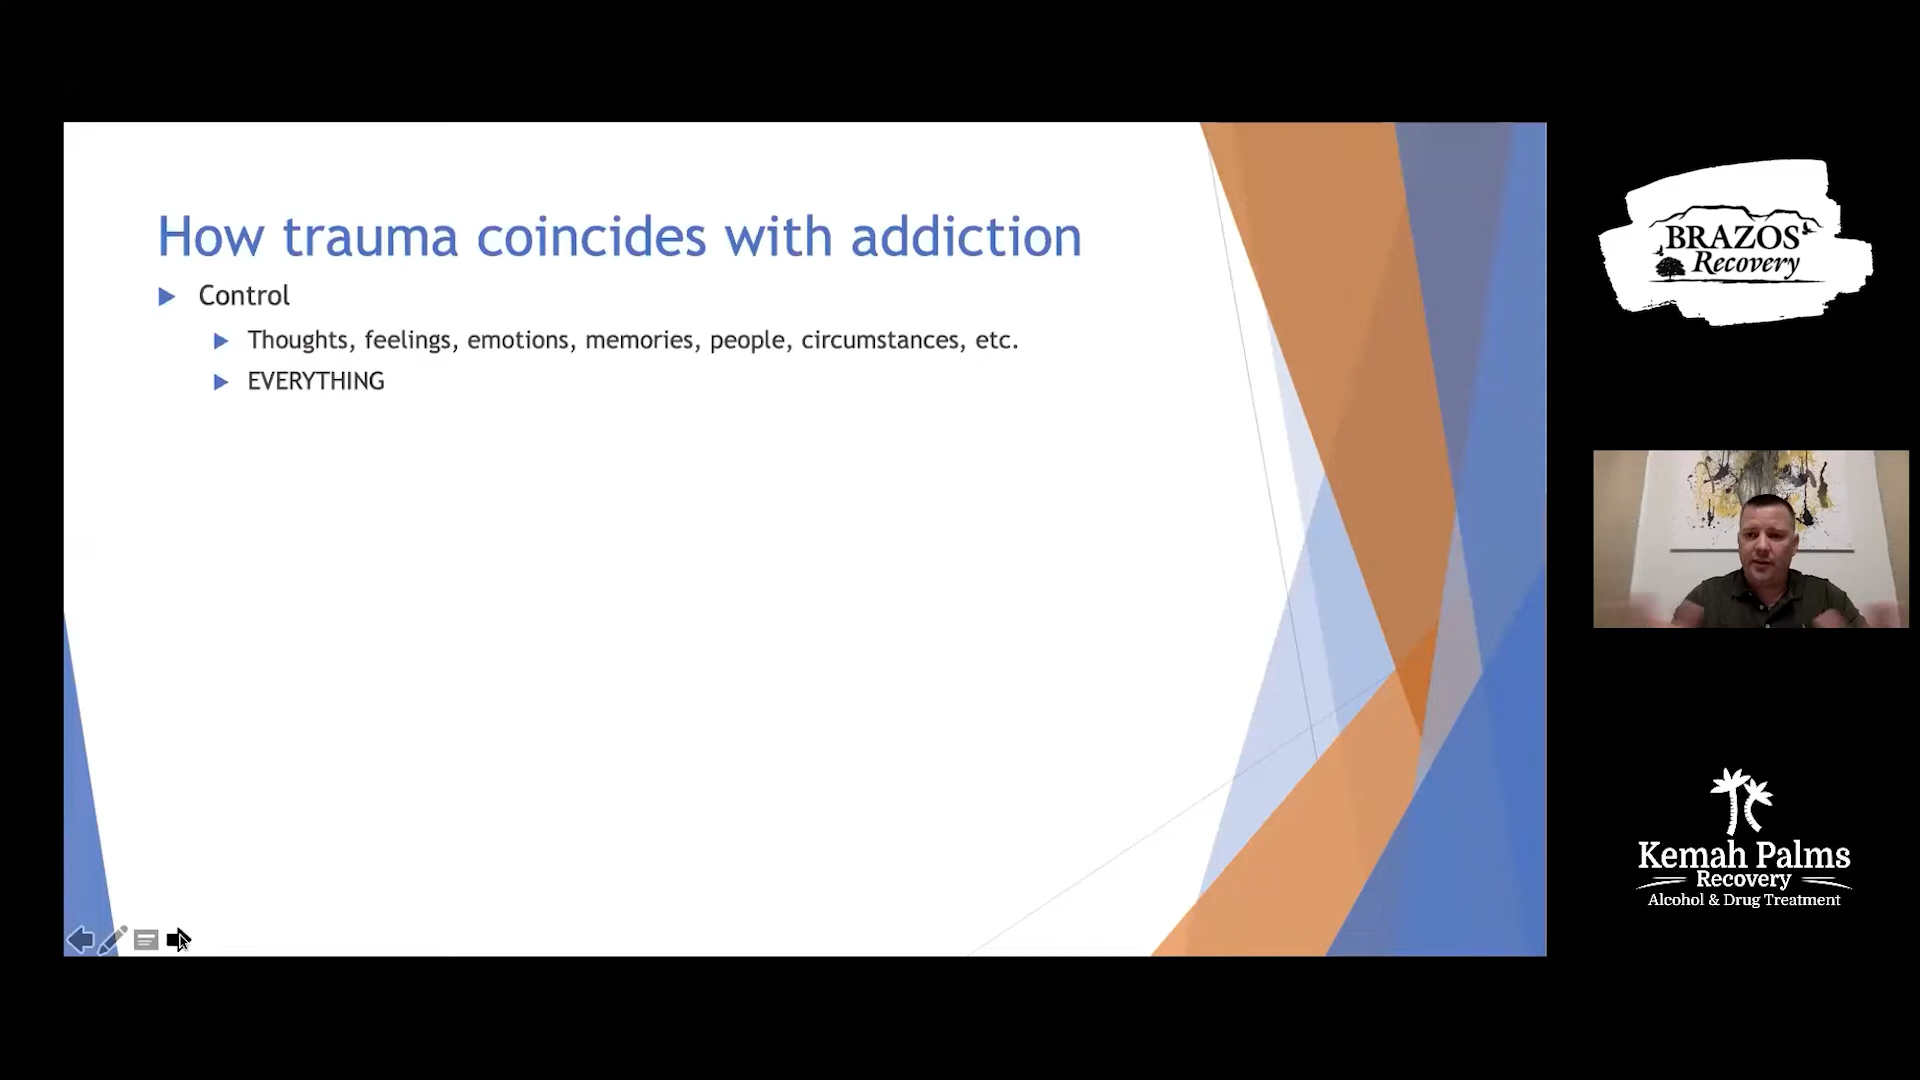 How trauma coincides with addiction
Control
Thoughts, feelings, emotions, memories, people, circumstances, etc.
EVERYTHING
BRAZOS
Recovery
Kemah Palms
Recovery
Alcohol & Drug Treatment